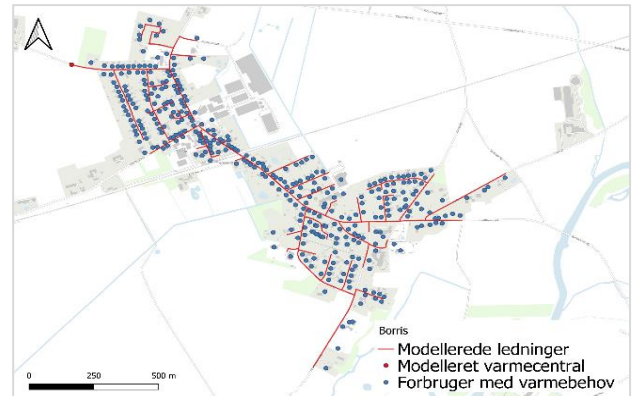 Borris
Modellerede ledninger
Modelleret varmecentral
Forbruger med varmebehov
0 250 500 m